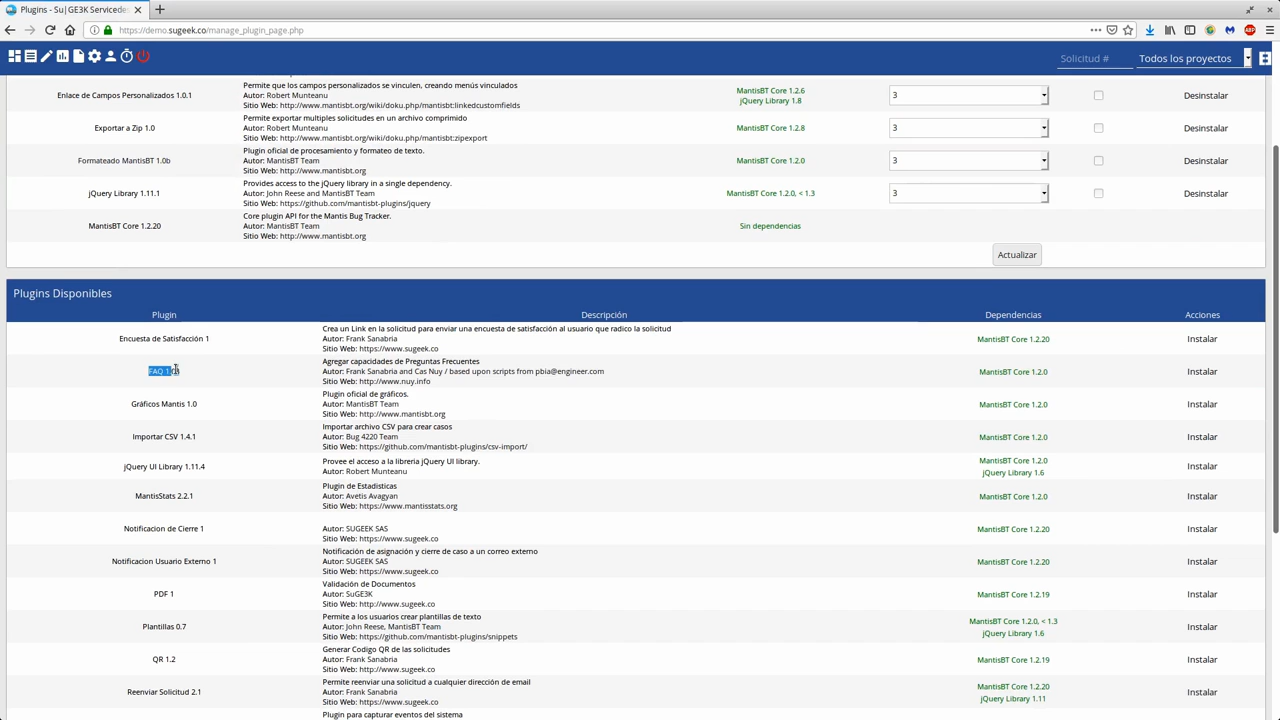 Plugins - Su|GE3K Servicedes
https://demo.sugeek.co/manage_plugin_page.php
Solicitud #
Todos los proyectos
Enlace de Campos Personalizados 1.0.1
Permite que los campos personalizados se vinculen, creando menús vinculados
Autor: Robert Munteanu
Sitio Web: http://www.mantisbt.org/wiki/doku.php/mantisbt:linkedcustomfields
MantisBT Core 1.2.6
jQuery Library 1.8
3
Desinstalar
Exportar a Zip 1.0
Permite exportar multiples solicitudes en un archivo comprimido
Autor: Robert Munteanu
Sitio Web: http://www.mantisbt.org/wiki/doku.php/mantisbt:zipexport
MantisBT Core 1.2.8
3
Desinstalar
Formateado MantisBT 1.0b
Plugin oficial de procesamiento y formateo de texto.
Autor: MantisBT Team
Sitio Web: http://www.mantisbt.org
MantisBT Core 1.2.0
3
Desinstalar
jQuery Library 1.11.1
Provides access to the jQuery library in a single dependency.
Autor: John Reese and MantisBT Team
Sitio Web: https://github.com/mantisbt-plugins/jquery
MantisBT Core 1.2.0, < 1.3
3
Desinstalar
MantisBT Core 1.2.20
Core plugin API for the Mantis Bug Tracker.
Autor: MantisBT Team
Sitio Web: http://www.mantisbt.org
Sin dependencias
Actualizar
Plugins Disponibles
Plugin
Descripción
Dependencias
Acciones
Encuesta de Satisfacción 1
Crea un Link en la solicitud para enviar una encuesta de satisfacción al usuario que radico la solicitud
Autor: Frank Sanabria
Sitio Web: https://www.sugeek.co
MantisBT Core 1.2.20
Instalar
FAQ
Agregar capacidades de Preguntas Frecuentes
Autor: Frank Sanabria and Cas Nuy / based upon scripts from pbia@engineer.com
Sitio Web: http://www.nuy.info
MantisBT Core 1.2.0
Instalar
Gráficos Mantis 1.0
Plugin oficial de gráficos.
Autor: MantisBT Team
Sitio Web: http://www.mantisbt.org
MantisBT Core 1.2.0
Instalar
Importar CSV 1.4.1
Importar archivo CSV para crear casos
Autor: Bug 4220 Team
Sitio Web: https://github.com/mantisbt-plugins/csv-import/
MantisBT Core 1.2.0
Instalar
jQuery UI Library 1.11.4
Provee el acceso a la libreria jQuery UI library.
Autor: Robert Munteanu
MantisBT Core 1.2.0
jQuery Library 1.6
Instalar
MantisStats 2.2.1
Plugin de Estadisticas
Autor: Avetis Avagyan
Sitio Web: https://www.mantisstats.org
MantisBT Core 1.2.0
Instalar
Notificacion de Cierre 1
Autor: SUGEEK SAS
Sitio Web: https://www.sugeek.co
MantisBT Core 1.2.20
Instalar
Notificacion Usuario Externo 1
Notificación de asignación y cierre de caso a un correo externo
Autor: SUGEEK SAS
Sitio Web: https://www.sugeek.co
MantisBT Core 1.2.20
Instalar
PDF 1
Validación de Documentos
Autor: SuGE3K
Sitio Web: http://www.sugeek.co
MantisBT Core 1.2.19
Instalar
Plantillas 0.7
Permite a los usuarios crear plantillas de texto
Autor: John Reese, MantisBT Team
Sitio Web: https://github.com/mantisbt-plugins/snippets
MantisBT Core 1.2.0, < 1.3
jQuery Library 1.6
Instalar
QR 1.2
Generar Codigo QR de las solicitudes
Autor: Frank Sanabria
Sitio Web: http://www.sugeek.co
MantisBT Core 1.2.19
Instalar
Reenviar Solicitud 2.1
Permite reenviar una solicitud a cualquier dirección de email
Autor: Frank Sanabria
Sitio Web: https://www.sugeek.co
MantisBT Core 1.2.20
jQuery Library 1.11
Instalar
Plugin para capturar eventos del sistema